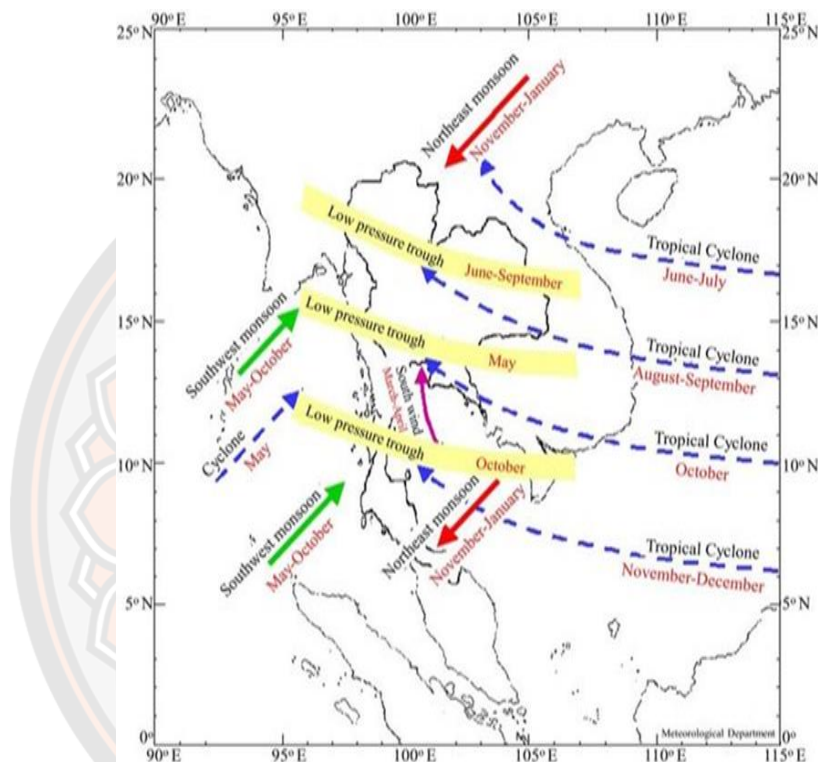 90° E
95° E
100° E
105° E
110° E
115° E
25° N
25° N
Northeast monsoon
November-January
20° N
20° N
Low pressure trough
June-September
Tropical Cyclone
June-July
15° N
15° N
Southwest monsoon
May-October
Low pressure trough
May
Tropical Cyclone
August-September
South wind
March-April
Cyclone
May
Low pressure trough
October
Tropical Cyclone
October
10° N
10° N
Southwest monsoon
May-October
Northeast monsoon
November-January
Tropical Cyclone
November-December
5° N
5° N
0°
0°
Meteorological Department
90° E
95° E
100° E
105° E
110° E
115° E